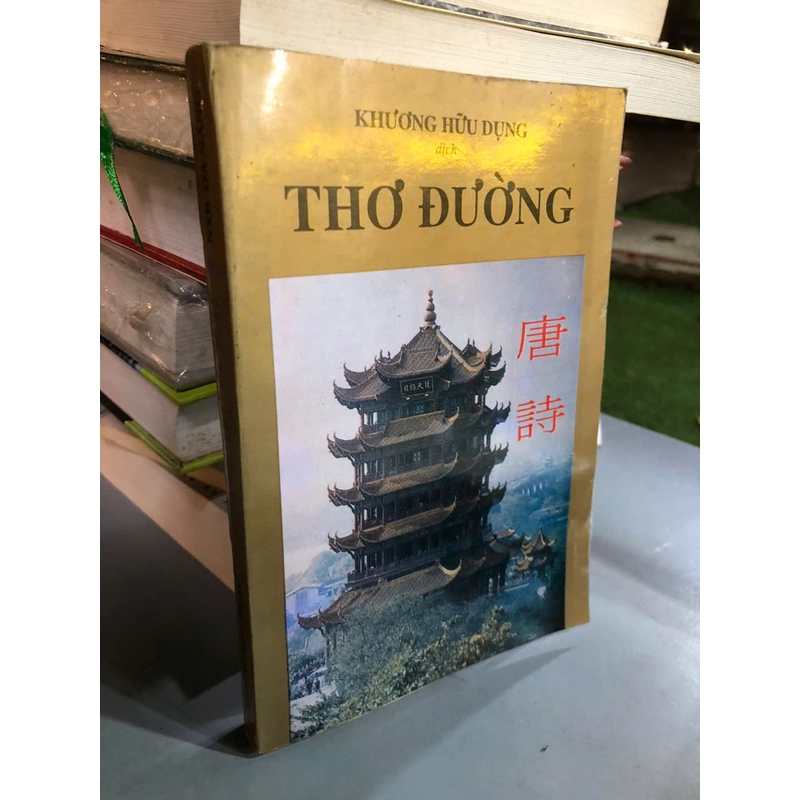 KHƯƠNG HỮU DỤNG
dịch
THƠ ĐƯỜNG
唐
詩